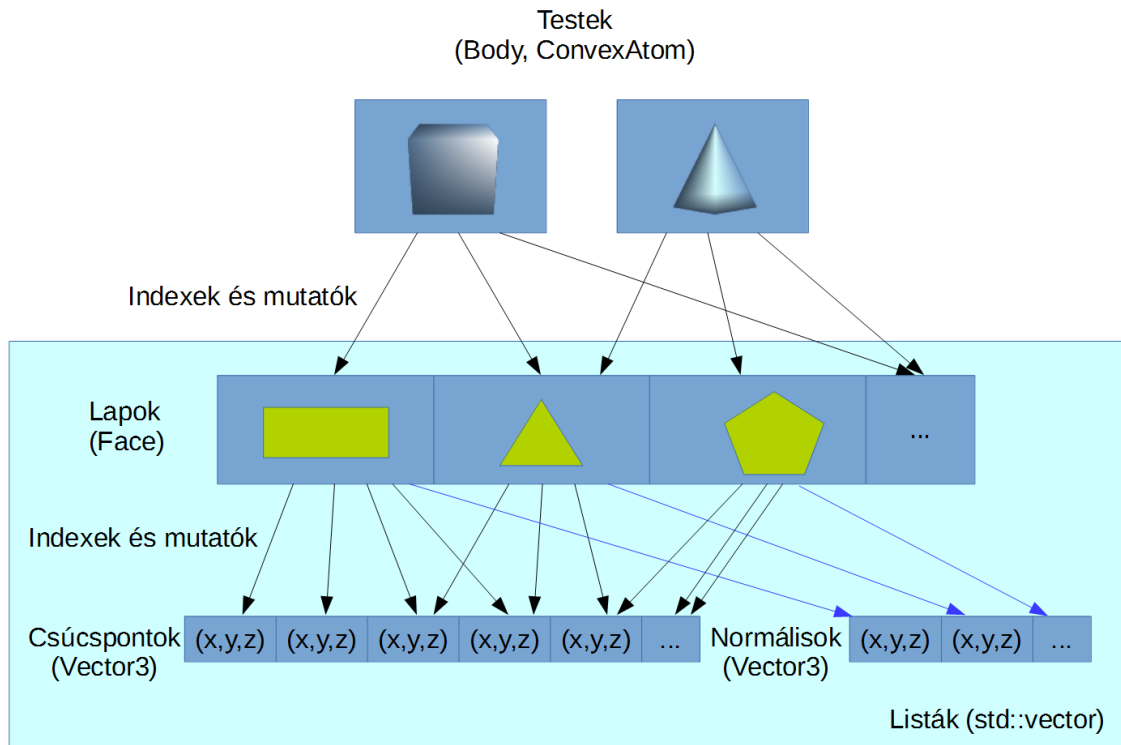 Testek
(Body, ConvexAtom)
Indexek és mutatók
Lapok
(Face)
...
Indexek és mutatók
Csúcspontok
(Vector3)
(x,y,z)
(x,y,z)
(x,y,z)
(x,y,z)
(x,y,z)
...
Normálisok
(Vector3)
(x,y,z)
(x,y,z)
...
Listák (std::vector)